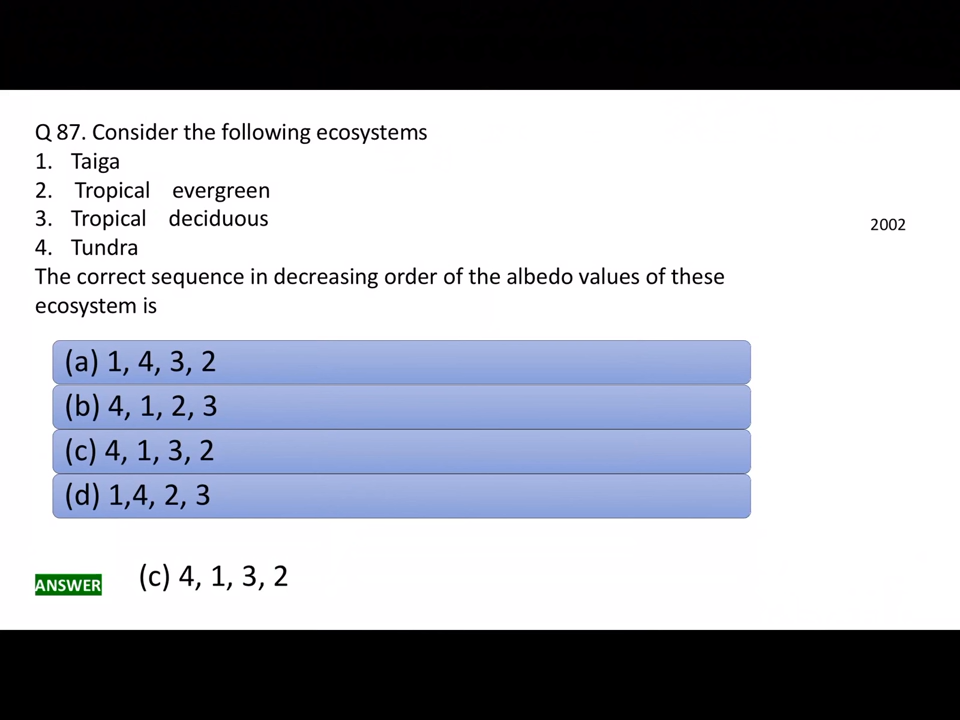 Q 87. Consider the following ecosystems
1. Taiga
2. Tropical evergreen
3. Tropical deciduous
2002
4. Tundra
The correct sequence in decreasing order of the albedo values of these
ecosystem is
(a) 1, 4, 3, 2
(b) 4, 1, 2, 3
(c) 4, 1, 3, 2
(d) 1,4, 2, 3
ANSWER (c) 4, 1, 3, 2